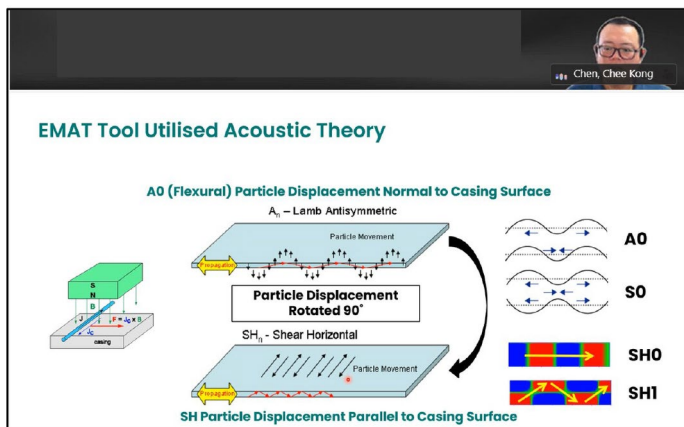 Chen, Chee Kong
EMAT Tool Utilised Acoustic Theory
A0 (Flexural) Particle Displacement Normal to Casing Surface
An – Lamb Antisymmetric
Particle Movement
Propagation
Particle Displacement
Rotated 90°
SHn - Shear Horizontal
Particle Movement
Propagation
SH Particle Displacement Parallel to Casing Surface
S
N
B
J
F = JC x B
JC
casing
A0
S0
SH0
SH1